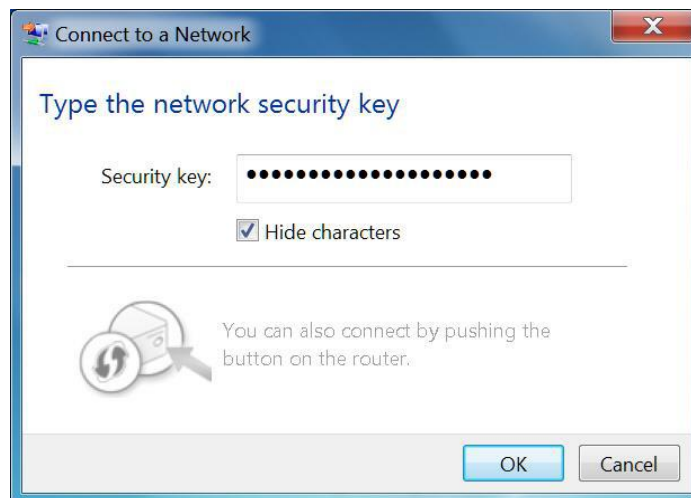 Connect to a Network
Type the network security key
Security key: ••••••••••••••••••••
Hide characters
You can also connect by pushing the
button on the router.
OK Cancel